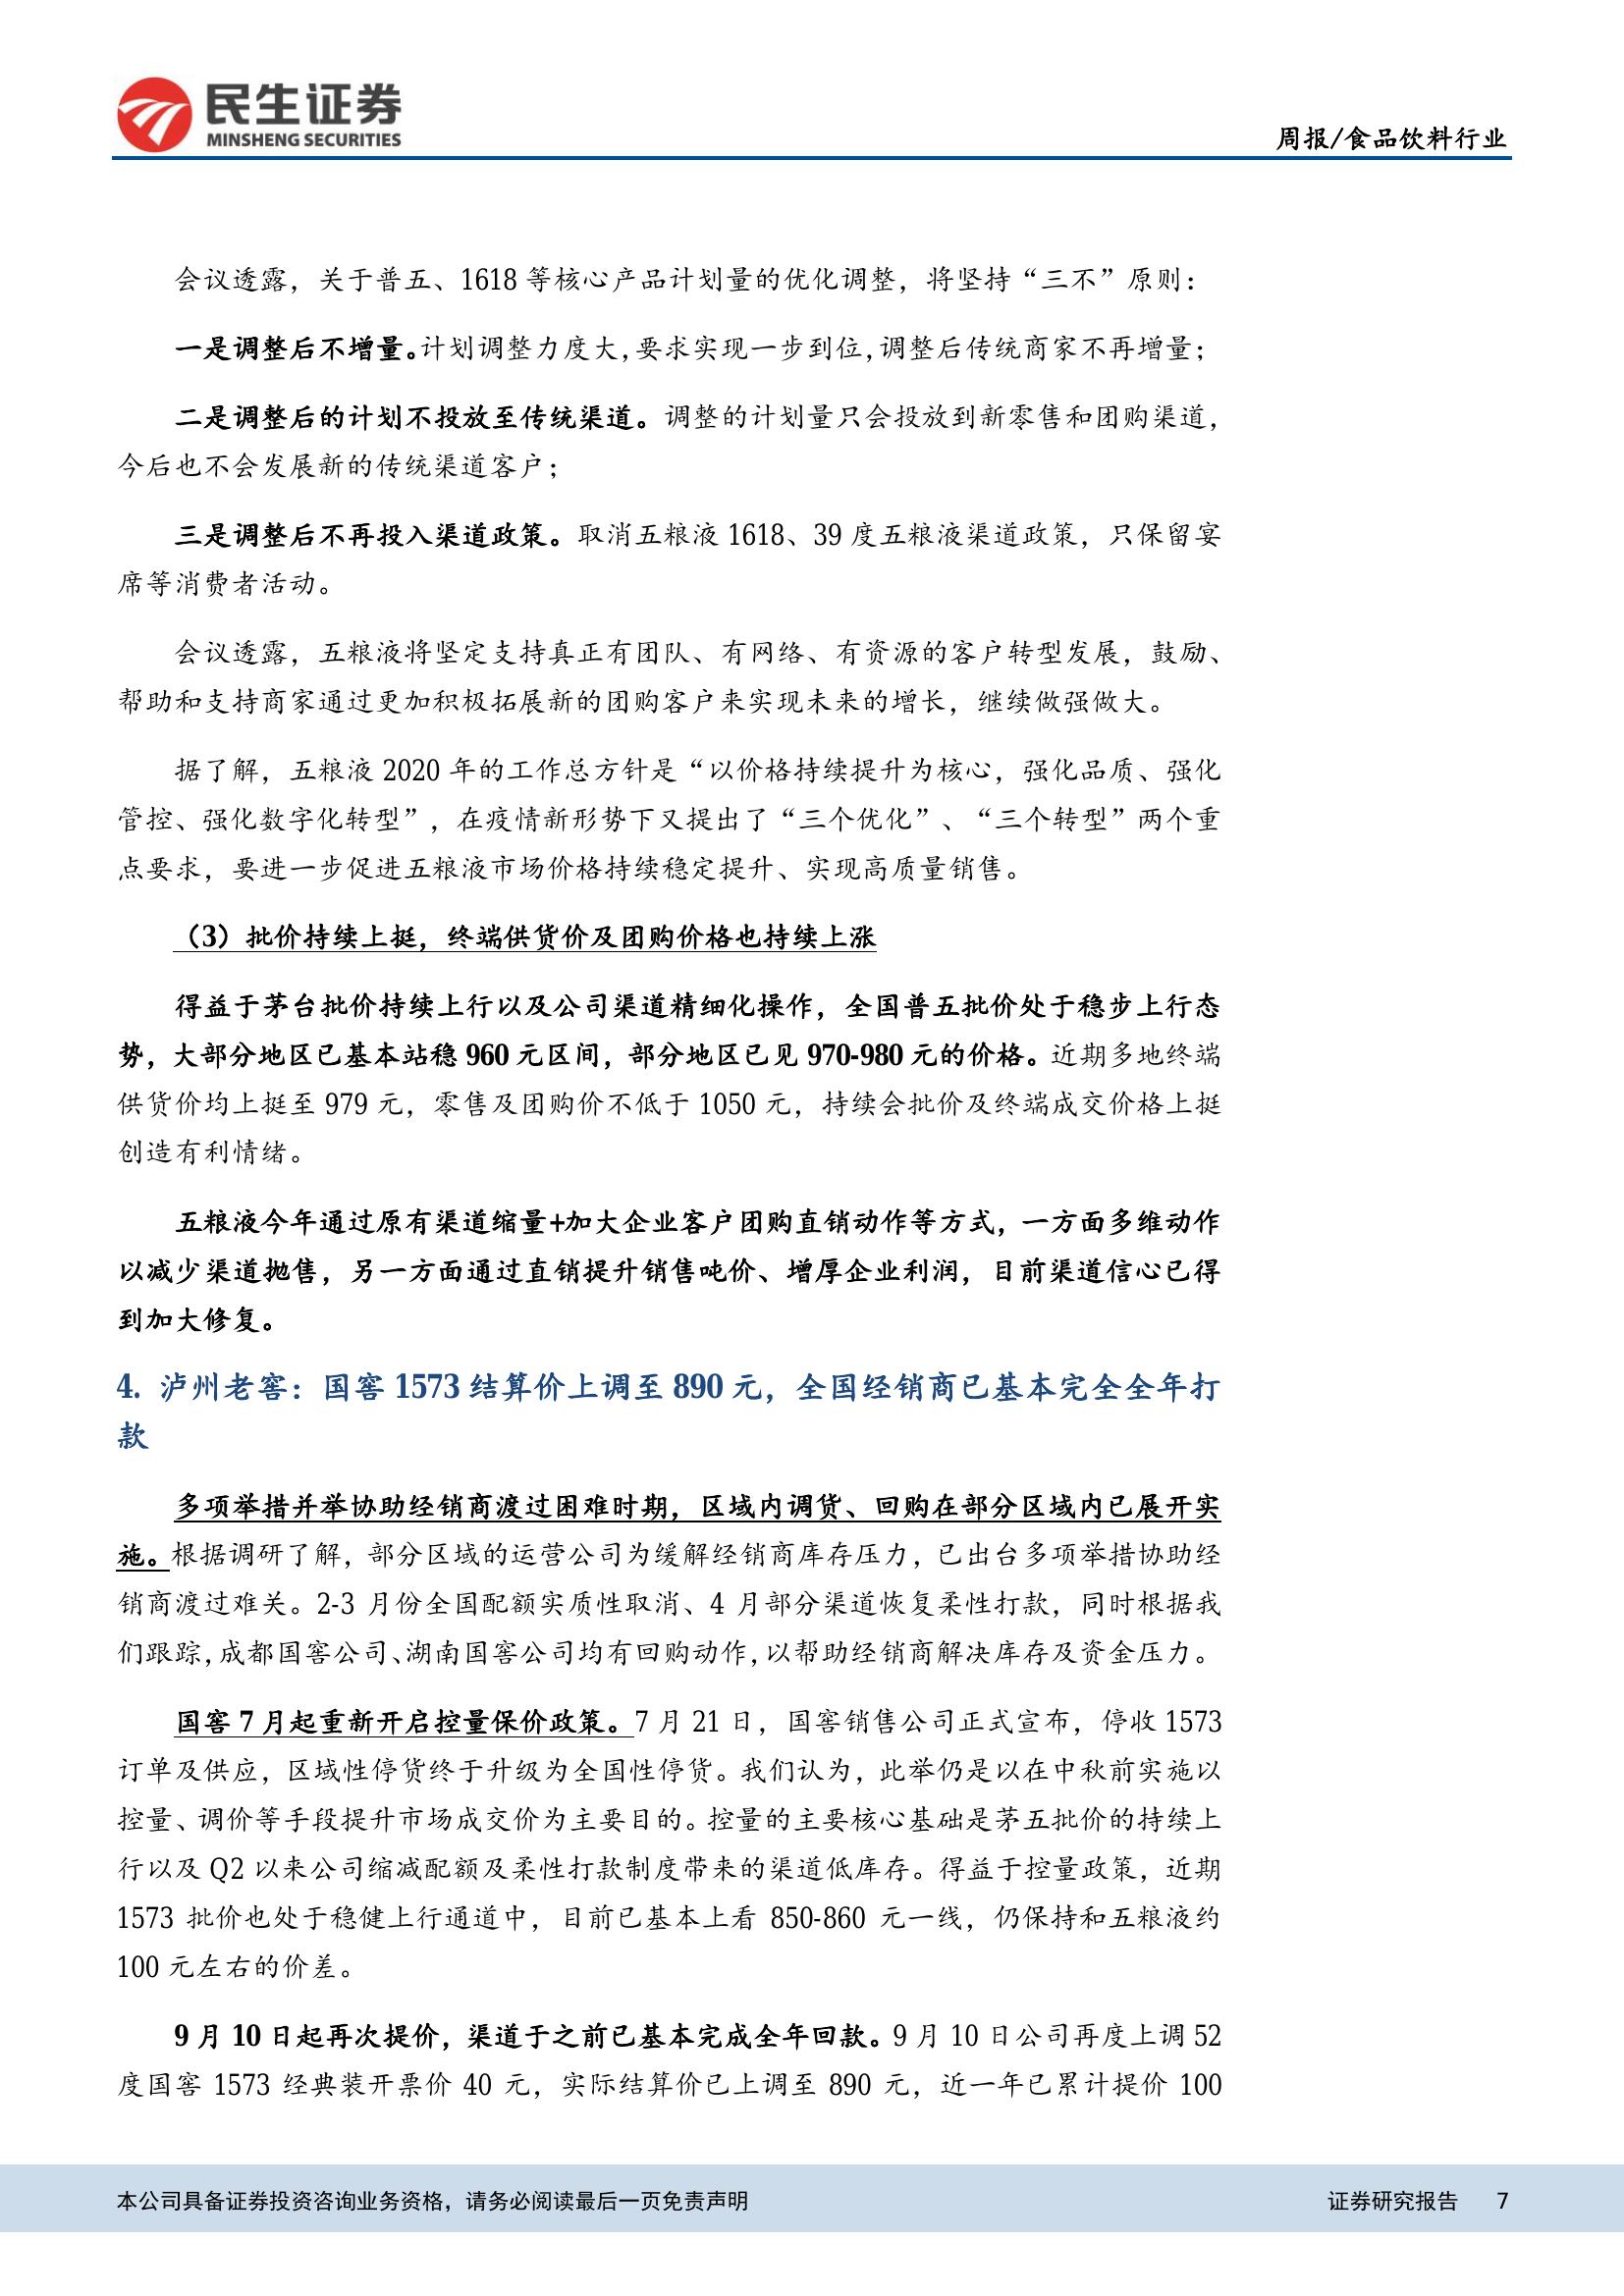 民生证券
MINSHENG SECURITIES
周报/食品饮料行业
会议透露，关于普五、1618 等核心产品计划量的优化调整，将坚持“三不”原则：
一是调整后不增量。计划调整力度大，要求实现一步到位，调整后传统商家不再增量；
二是调整后的计划不投放至传统渠道。调整的计划量只会投放到新零售和团购渠道，
今后也不会发展新的传统渠道客户；
三是调整后不再投入渠道政策。取消五粮液 1618、39 度五粮液渠道政策，只保留宴
席等消费者活动。
会议透露，五粮液将坚定支持真正有团队、有网络、有资源的客户转型发展，鼓励、
帮助和支持商家通过更加积极拓展新的团购客户来实现未来的增长，继续做强做大。
据了解，五粮液 2020 年的工作总方针是“以价格持续提升为核心，强化品质、强化
管控、强化数字化转型”，在疫情新形势下又提出了“三个优化”、“三个转型”两个重
点要求，要进一步促进五粮液市场价格持续稳定提升、实现高质量销售。
（3）批价持续上挺，终端供货价及团购价格也持续上涨
得益于茅台批价持续上行以及公司渠道精细化操作，全国普五批价处于稳步上行态
势，大部分地区已基本站稳 960 元区间，部分地区已见 970-980 元的价格。近期多地终端
供货价均上挺至 979 元，零售及团购价不低于 1050 元，持续会批价及终端成交价格上挺
创造有利情绪。
五粮液今年通过原有渠道缩量+加大企业客户团购直销动作等方式，一方面多维动作
以减少渠道抛售，另一方面通过直销提升销售吨价、增厚企业利润，目前渠道信心已得
到加大修复。
4. 泸州老窖：国窖 1573 结算价上调至 890 元，全国经销商已基本完全全年打
款
多项举措并举协助经销商渡过困难时期，区域内调货、回购在部分区域内已展开实
施。根据调研了解，部分区域的运营公司为缓解经销商库存压力，已出台多项举措协助经
销商渡过难关。2-3 月份全国配额实质性取消、4 月部分渠道恢复柔性打款，同时根据我
们跟踪，成都国窖公司、湖南国窖公司均有回购动作，以帮助经销商解决库存及资金压力。
国窖 7 月起重新开启控量保价政策。7 月 21 日，国窖销售公司正式宣布，停收 1573
订单及供应，区域性停货终于升级为全国性停货。我们认为，此举仍是以在中秋前实施以
控量、调价等手段提升市场成交价为主要目的。控量的主要核心基础是茅五批价的持续上
行以及 Q2 以来公司缩减配额及柔性打款制度带来的渠道低库存。得益于控量政策，近期
1573 批价也处于稳健上行通道中，目前已基本上看 850-860 元一线，仍保持和五粮液约
100 元左右的价差。
9 月 10 日起再次提价，渠道于之前已基本完成全年回款。9 月 10 日公司再度上调 52
度国窖 1573 经典装开票价 40 元，实际结算价已上调至 890 元，近一年已累计提价 100
本公司具备证券投资咨询业务资格，请务必阅读最后一页免责声明
证券研究报告 7